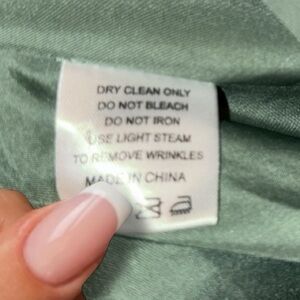 DRY CLEAN ONLY
DO NOT BLEACH
DO NOT IRON
USE LIGHT STEAM
TO REMOVE WRINKLES
MADE IN CHINA